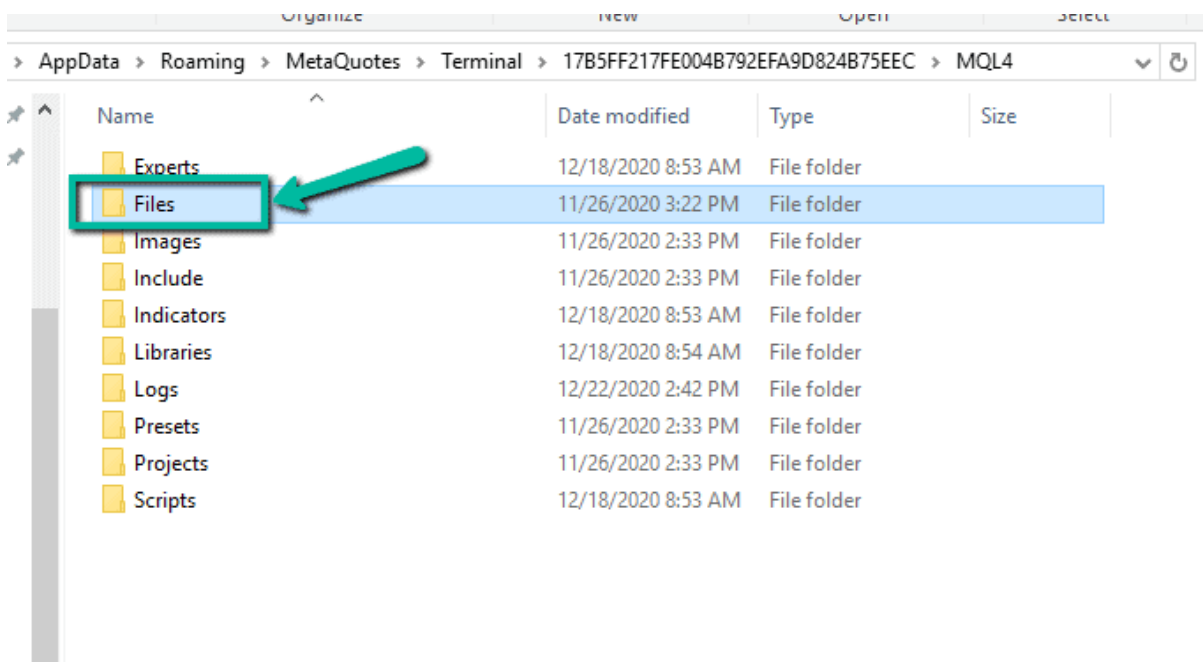 Organize New Open Select
> AppData > Roaming > MetaQuotes > Terminal > 17B5FF217FE004B792EFA9D824B75EEC > MQL4
Name Date modified Type Size
Experts 12/18/2020 8:53 AM File folder
Files 11/26/2020 3:22 PM File folder
Images 11/26/2020 2:33 PM File folder
Include 11/26/2020 2:33 PM File folder
Indicators 12/18/2020 8:53 AM File folder
Libraries 12/18/2020 8:54 AM File folder
Logs 12/22/2020 2:42 PM File folder
Presets 11/26/2020 2:33 PM File folder
Projects 11/26/2020 2:33 PM File folder
Scripts 12/18/2020 8:53 AM File folder